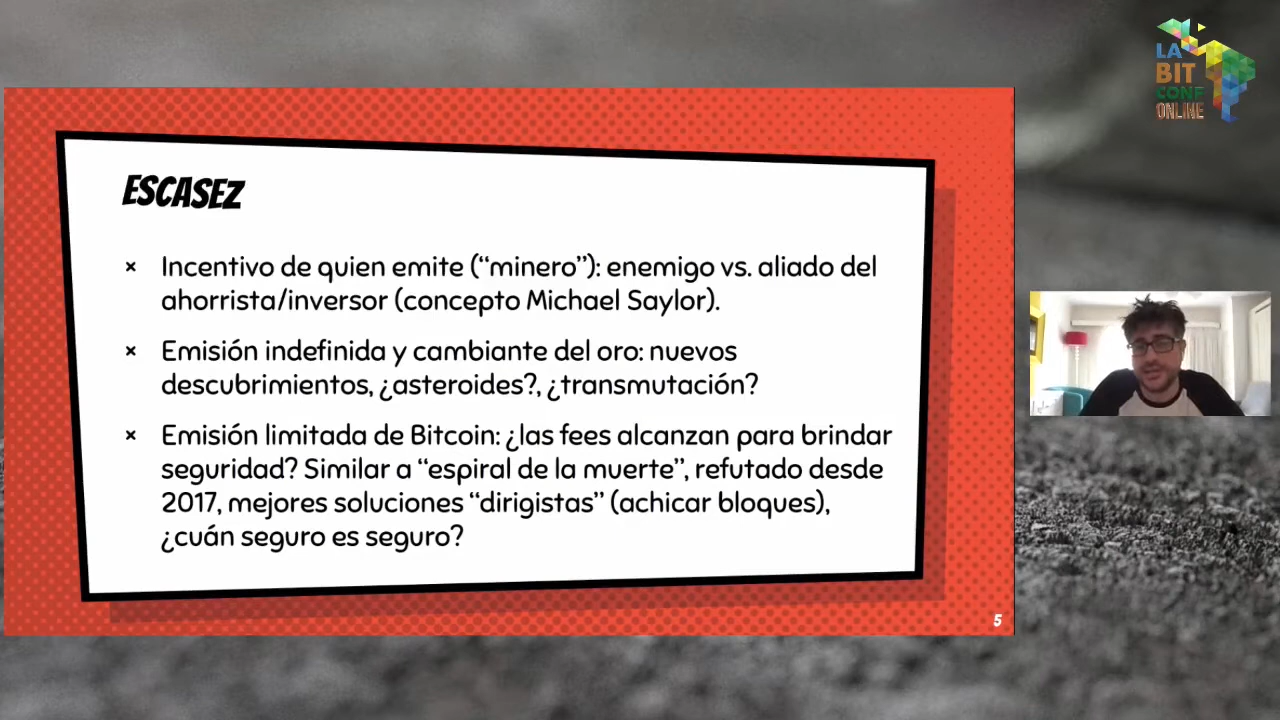 LA
BIT
CONF
ONLINE
ESCASEZ
× Incentivo de quien emite (“minero”): enemigo vs. aliado del
ahorrista/inversor (concepto Michael Saylor).
× Emisión indefinida y cambiante del oro: nuevos
descubrimientos, ¿asteroides?, ¿transmutación?
× Emisión limitada de Bitcoin: ¿las fees alcanzan para brindar
seguridad? Similar a “espiral de la muerte”, refutado desde
2017, mejores soluciones “dirigistas” (achicar bloques),
¿cuán seguro es seguro?
5